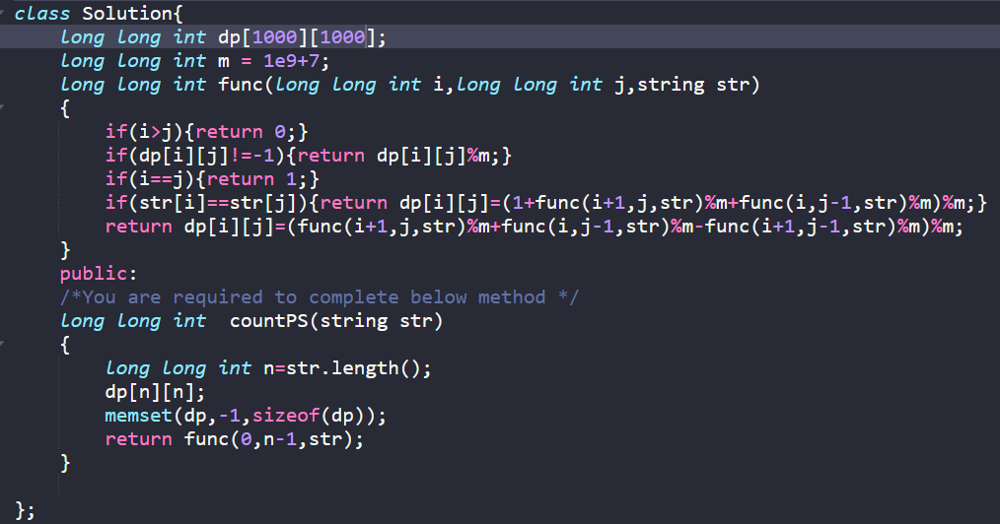 class Solution{
    long long int dp[1000][1000];
    long long int m = 1e9+7;
    long long int func(long long int i,long long int j,string str)
    {
        if(i>j){return 0;}
        if(dp[i][j]!=-1){return dp[i][j]%m;}
        if(i==j){return 1;}
        if(str[i]==str[j]){return dp[i][j]=(1+func(i+1,j,str)%m+func(i,j-1,str)%m)%m;}
        return dp[i][j]=(func(i+1,j,str)%m+func(i,j-1,str)%m-func(i+1,j-1,str)%m)%m;
    }
    public:
    /*You are required to complete below method */
    long long int  countPS(string str)
    {
        long long int n=str.length();
        dp[n][n];
        memset(dp,-1,sizeof(dp));
        return func(0,n-1,str);
    }
};